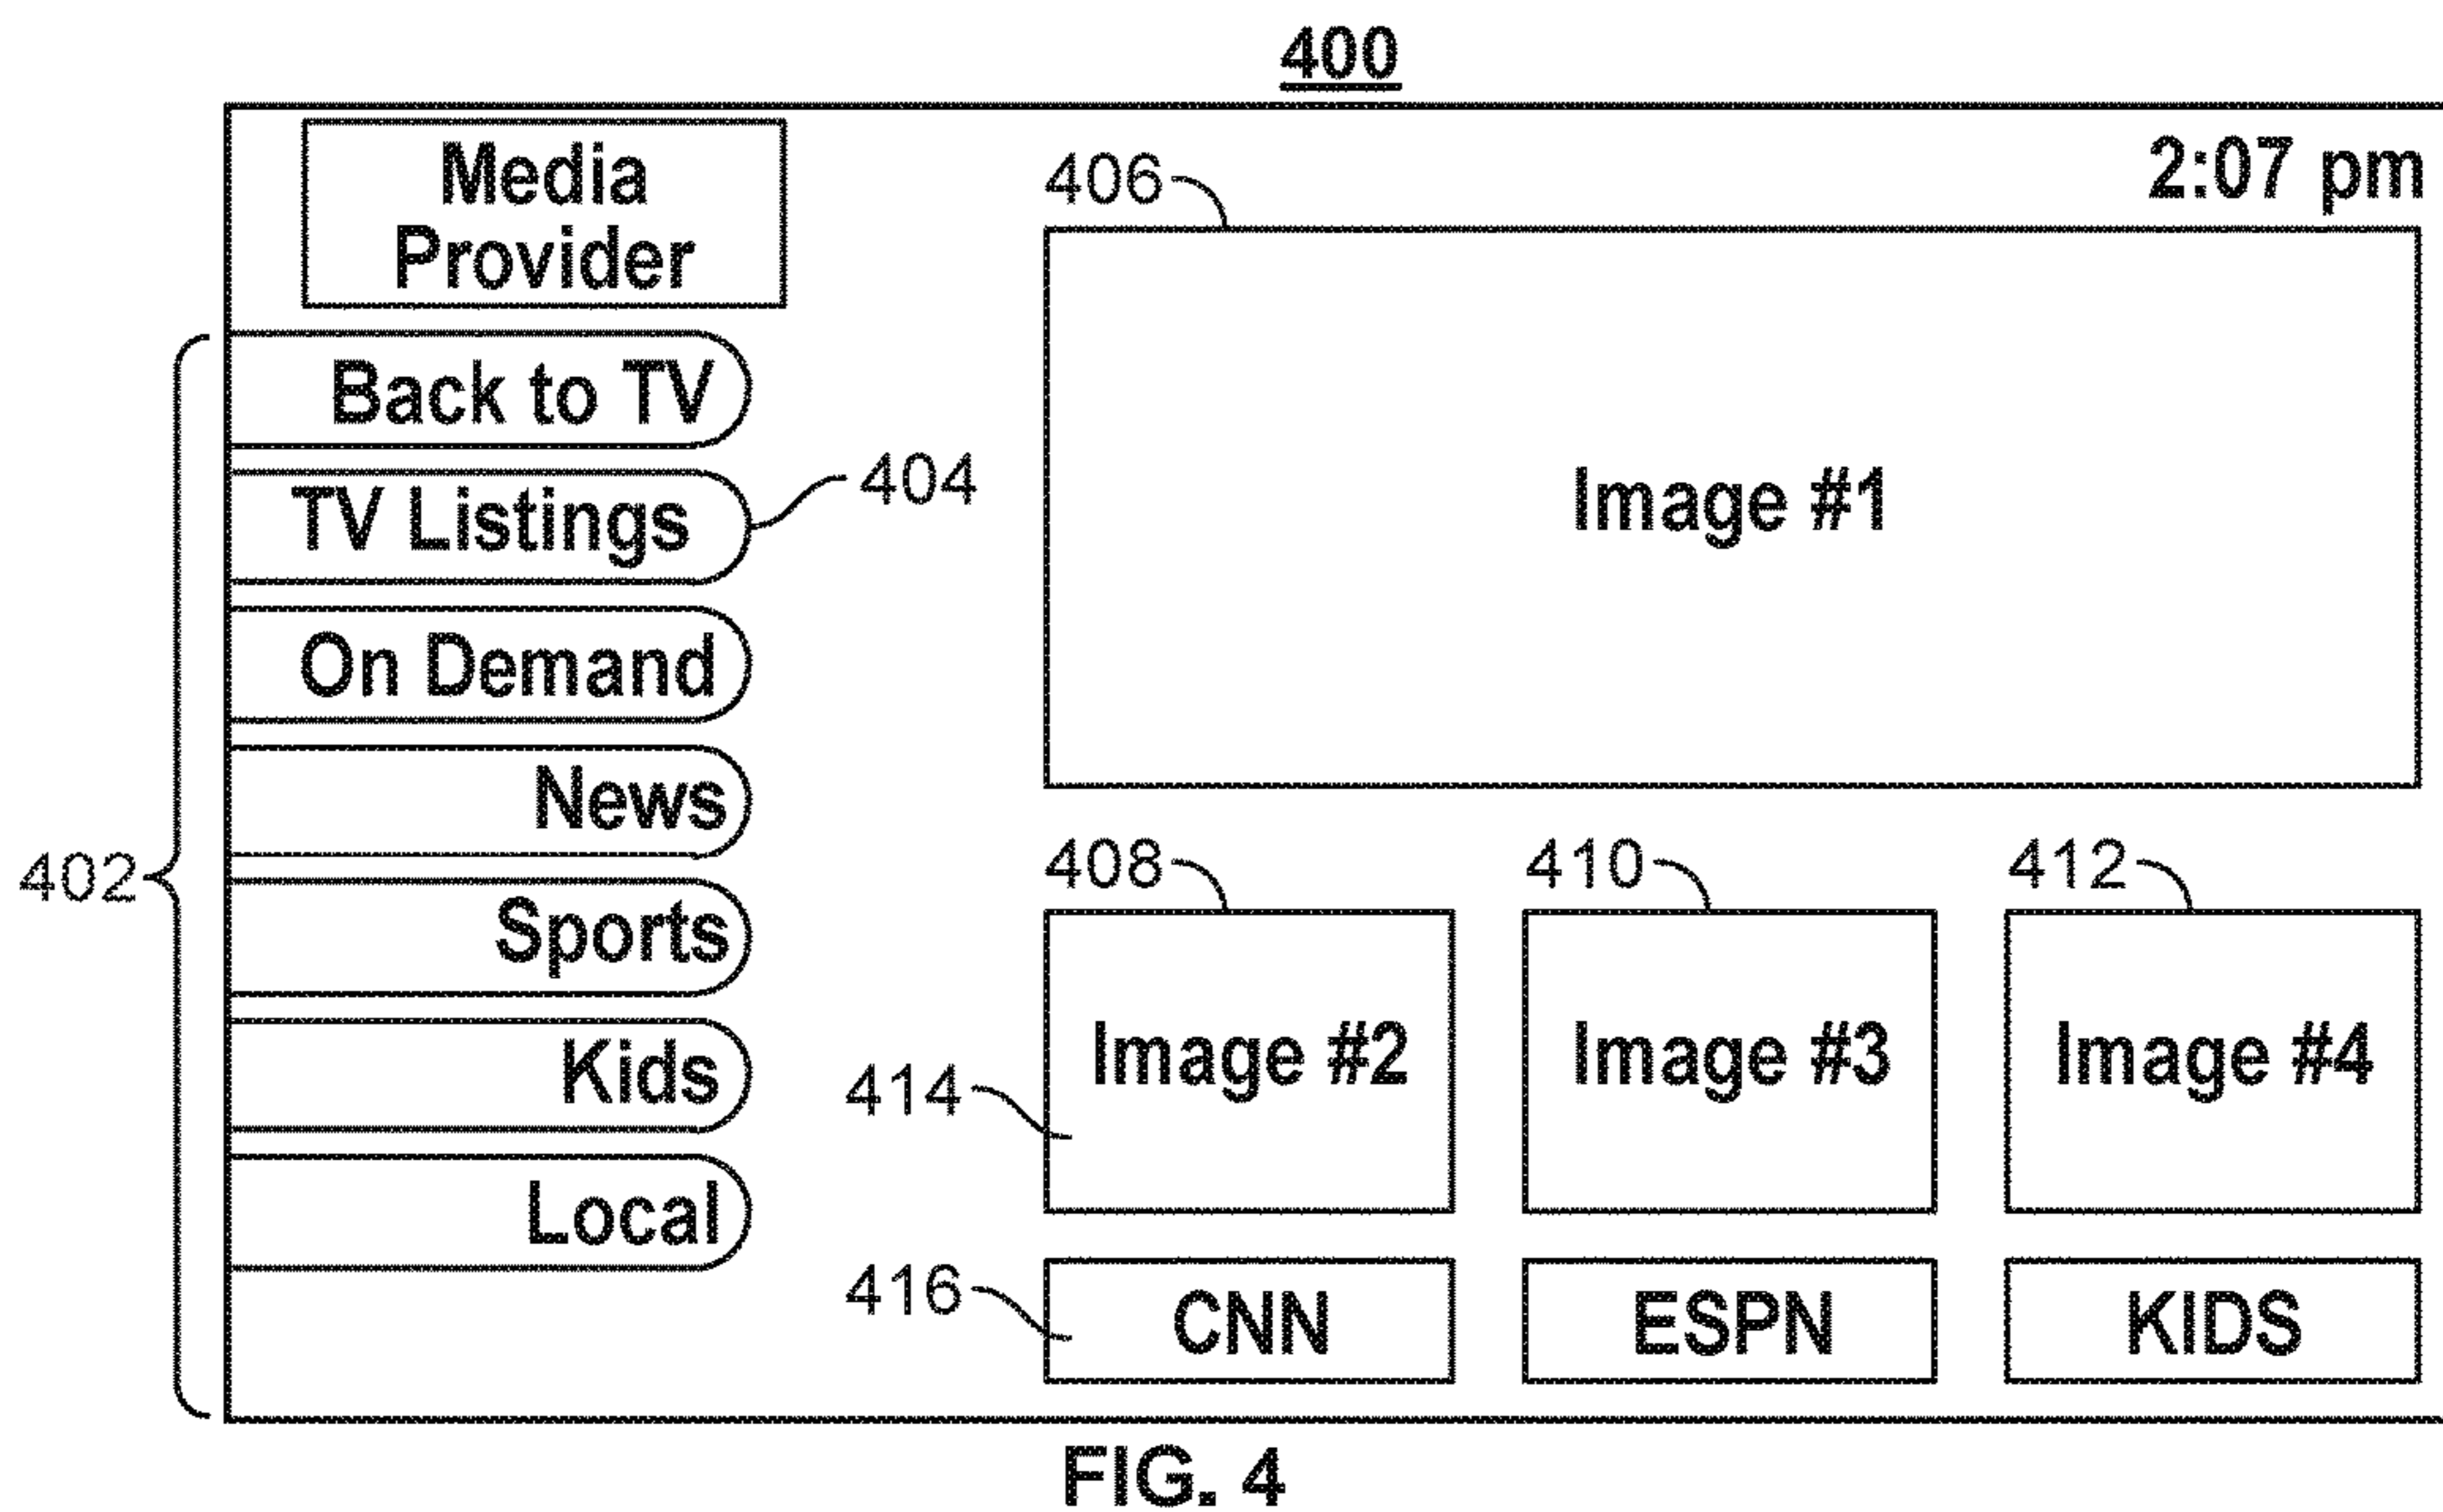 400
Media
Provider
2:07 pm
406
Back to TV
TV Listings
404
Image #1
On Demand
News
402
408
410
412
Sports
Kids
Image #2
Image #3
Image #4
414
Local
416
CNN
ESPN
KIDS
FIG. 4